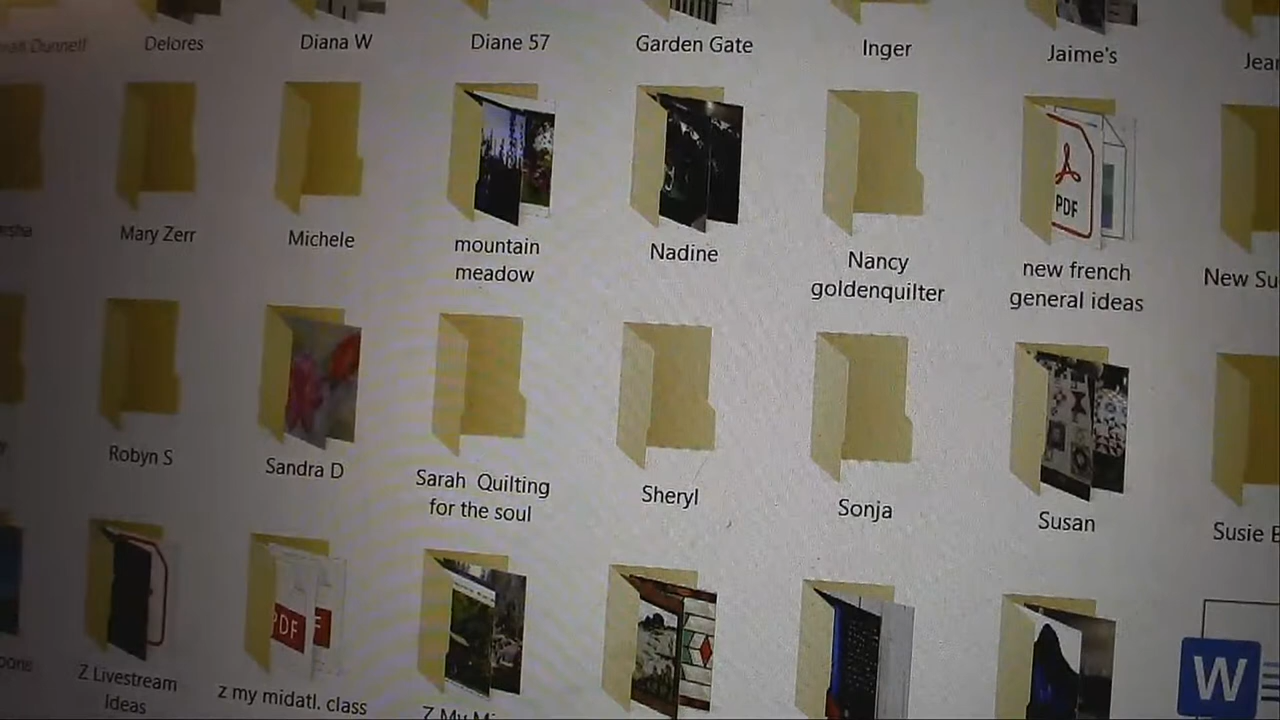 Delores
Diana W
Diane 57
Garden Gate
Inger
Jaime's
Mary Zerr
Michele
mountain
meadow
Nadine
Nancy
goldenquilter
PDF
new french
general ideas
Robyn S
Sandra D
Sarah Quilting
for the soul
Sheryl
Sonja
Susan
Z Livestream
Ideas
PDF
z my midatl. class
W